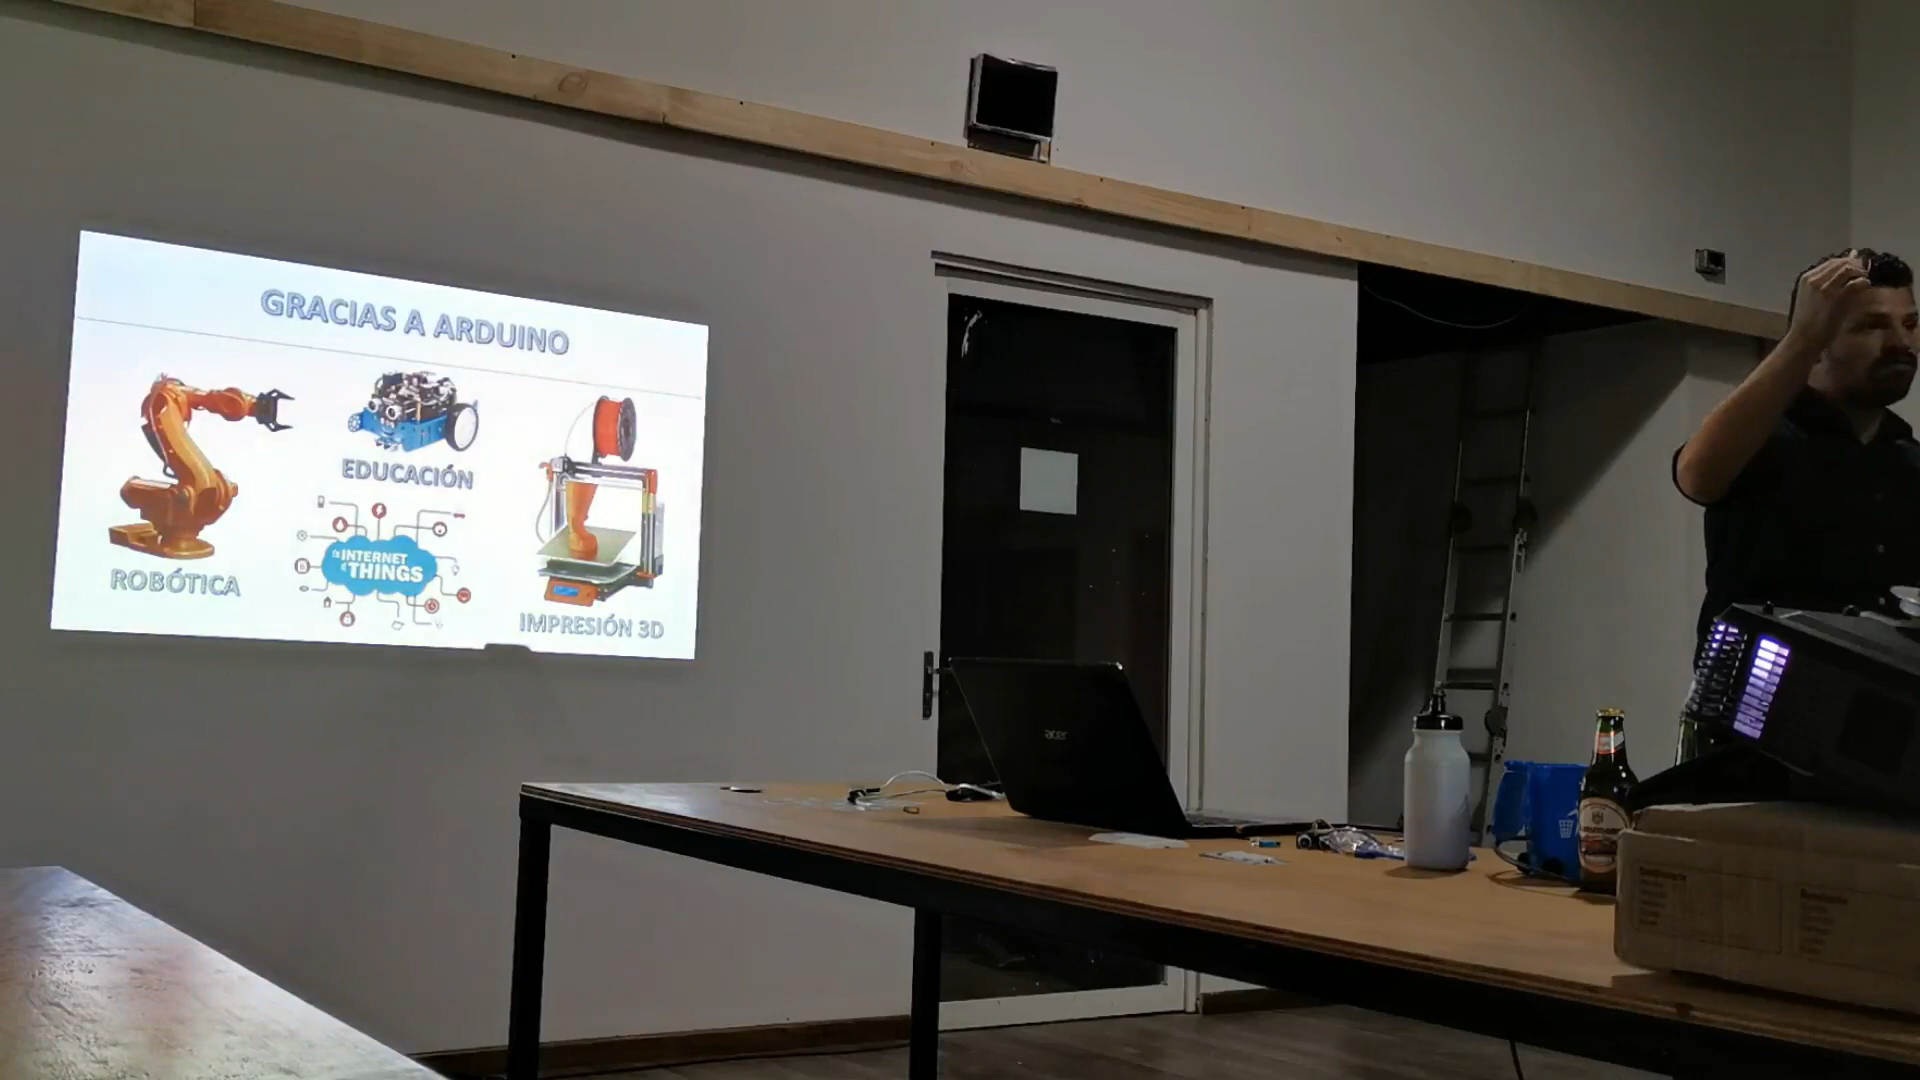 GRACIAS A ARDUINO
EDUCACIÓN
INTERNET
THINGS
ROBÓTICA
IMPRESIÓN 3D
acer